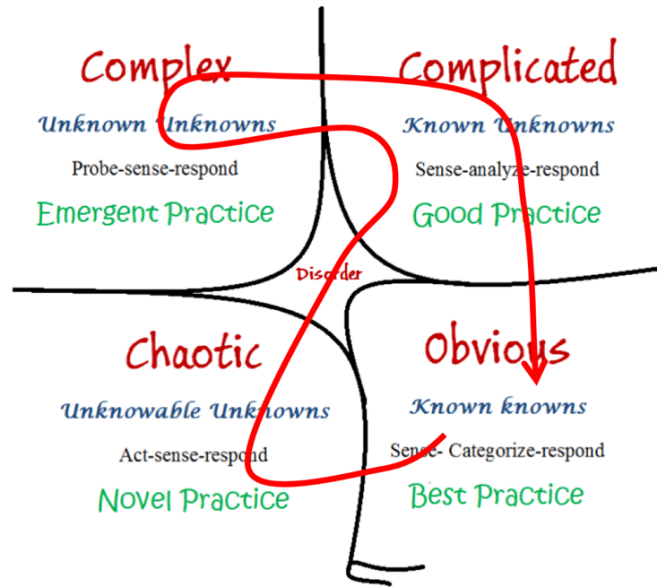 Complex
Unknown Unknowns
Probe-sense-respond
Emergent Practice
Complicated
Known Unknowns
Sense-analyze-respond
Good Practice
Disorder
Chaotic
Unknowable Unknowns
Act-sense-respond
Novel Practice
Obvious
Known knowns
Sense- Categorize-respond
Best Practice